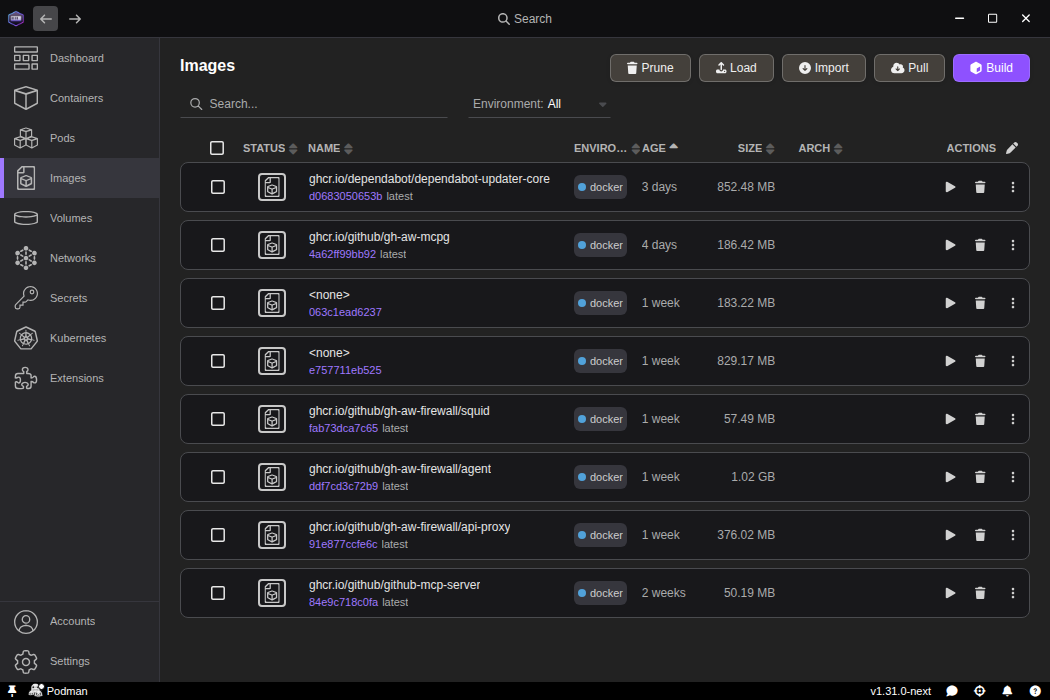 Search
Dashboard
Containers
Pods
Images
Volumes
Networks
Secrets
Kubernetes
Extensions
Accounts
Settings
Images
Prune
Load
Import
Pull
Build
Search...
Environment: All
STATUS NAME ENVIRO... AGE SIZE ARCH ACTIONS
ghcr.io/dependabot/dependabot-updater-core
d0683050653b latest
docker 3 days 852.48 MB
ghcr.io/github/gh-aw-mcpg
4a62ff99bb92 latest
docker 4 days 186.42 MB
<none>
063c1ead6237
docker 1 week 183.22 MB
<none>
e757711eb525
docker 1 week 829.17 MB
ghcr.io/github/gh-aw-firewall/squid
fab73dca7c65 latest
docker 1 week 57.49 MB
ghcr.io/github/gh-aw-firewall/agent
ddf7cd3c72b9 latest
docker 1 week 1.02 GB
ghcr.io/github/gh-aw-firewall/api-proxy
91e877ccfe6c latest
docker 1 week 376.02 MB
ghcr.io/github/github-mcp-server
84e9c718c0fa latest
docker 2 weeks 50.19 MB
Podman
v1.31.0-next